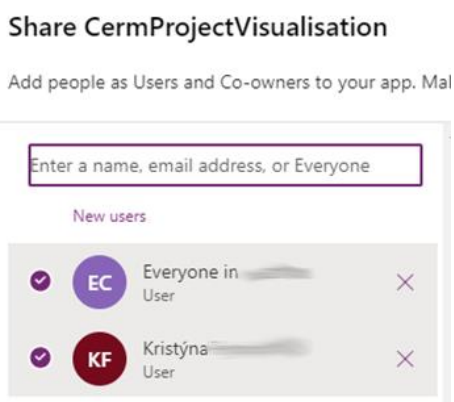 Share CermProjectVisualisation
Add people as Users and Co-owners to your app. Mal
Enter a name, email address, or Everyone
New users
EC
Everyone in
User
KF
Kristýna
User